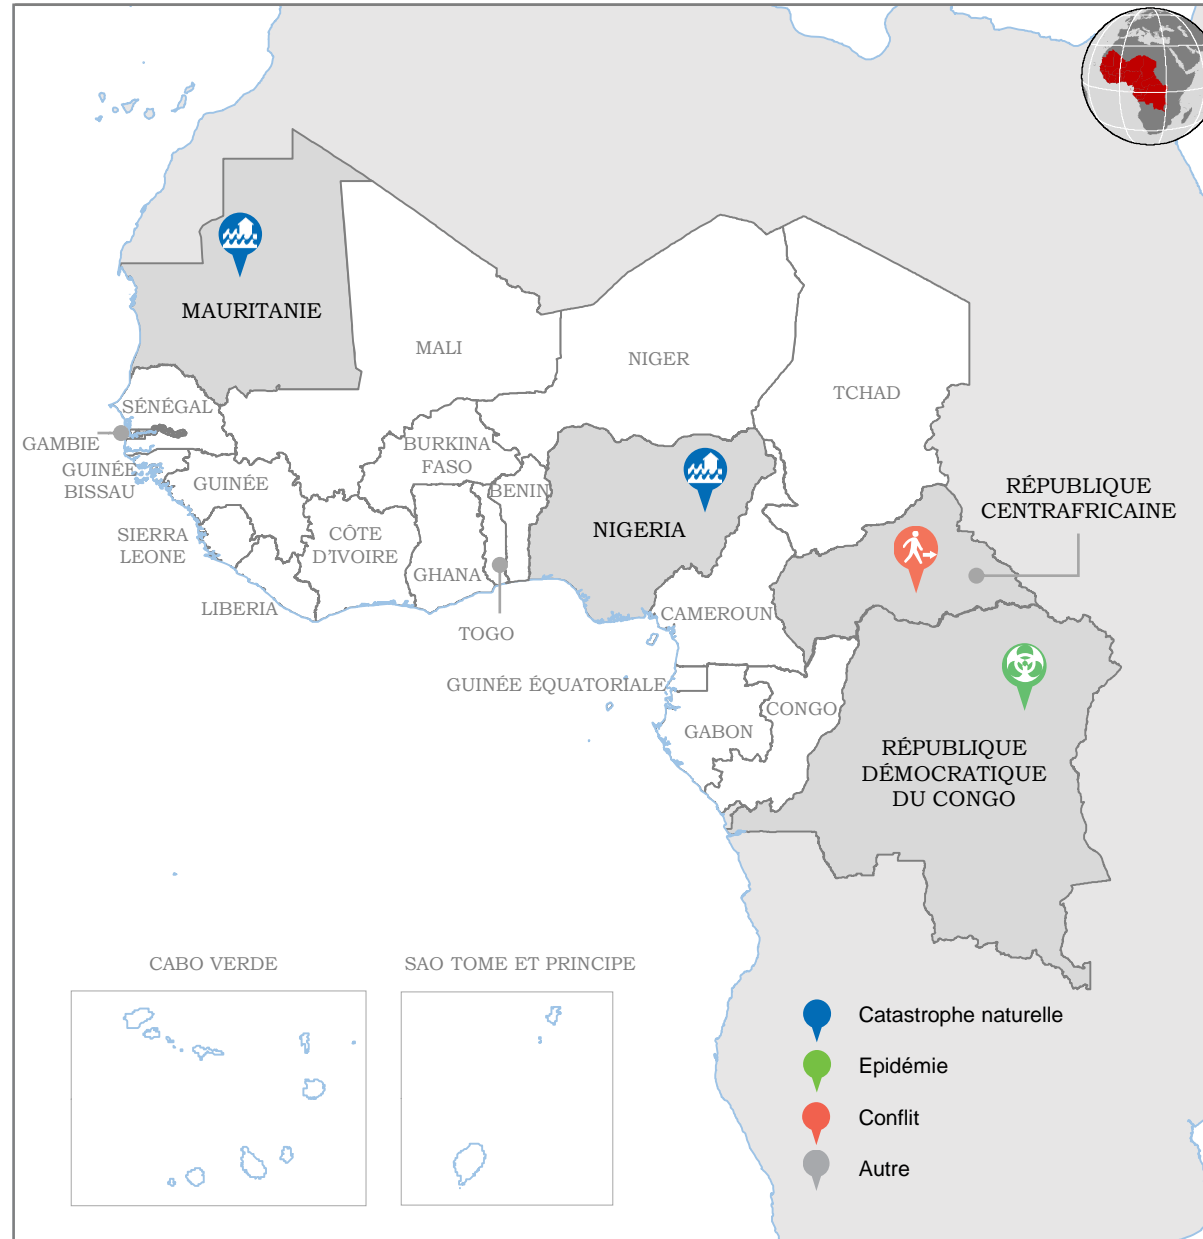 MAURITANIE
MALI
NIGER
TCHAD
SÉNÉGAL
GAMBIE
GUINÉE
BISSAU
GUINÉE
BURKINA
FASO
BENIN
NIGERIA
RÉPUBLIQUE
CENTRAFRICAINE
SIERRA
LEONE
CÔTE
D'IVOIRE
GHANA
LIBERIA
TOGO
CAMEROUN
GUINÉE ÉQUATORIALE
GABON
CONGO
RÉPUBLIQUE
DÉMOCRATIQUE
DU CONGO
CABO VERDE
SAO TOME ET PRINCIPE
Catastrophe naturelle
Epidémie
Conflit
Autre